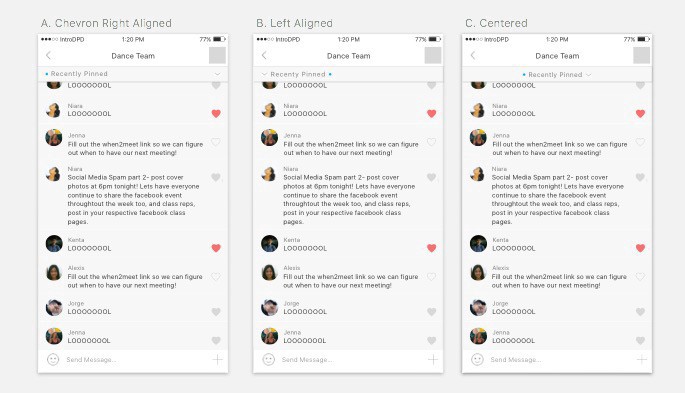 A. Chevron Right Aligned
IntroDPD 1:20 PM 77%
Dance Team
Recently Pinned
LOOOOOOOL
Niara
LOOOOOOOL
Jenna
Fill out the when2meet link so we can figure
out when to have our next meeting!
Niara
Social Media Spam part 2- post cover
photos at 6pm tonight! Lets have everyone
continue to share the facebook event
throughtout the week too, and class reps,
post in your respective facebook class
pages.
Kenta
LOOOOOOOL
Alexis
Fill out the when2meet link so we can figure
out when to have our next meeting!
Jorge
LOOOOOOOL
Jenna
LOOOOOOOL
Send Message...
B. Left Aligned
IntroDPD 1:20 PM 77%
Dance Team
Recenty Pinned
LOOOOOOOL
Niara
LOOOOOOOL
Jenna
Fill out the when2meet link so we can figure
out when to have our next meeting!
Niara
Social Media Spam part 2- post cover
photos at 6pm tonight! Lets have everyone
continue to share the facebook event
throughtout the week too, and class reps,
post in your respective facebook class
pages.
Kenta
LOOOOOOOL
Alexis
Fill out the when2meet link so we can figure
out when to have our next meeting!
Jorge
LOOOOOOOL
Jenna
LOOOOOOOL
Send Message...
C. Centered
IntroDPD 1:20 PM 77%
Dance Team
Recently Pinned
LOOOOOOOL
Niara
LOOOOOOOL
Jenna
Fill out the when2meet link so we can figure
out when to have our next meeting!
Niara
Social Media Spam part 2- post cover
photos at 6pm tonight! Lets have everyone
continue to share the facebook event
throughtout the week too, and class reps,
post in your respective facebook class
pages.
Kenta
LOOOOOOOL
Alexis
Fill out the when2meet link so we can figure
out when to have our next meeting!
Jorge
LOOOOOOOL
Jenna
LOOOOOOOL
Send Message...